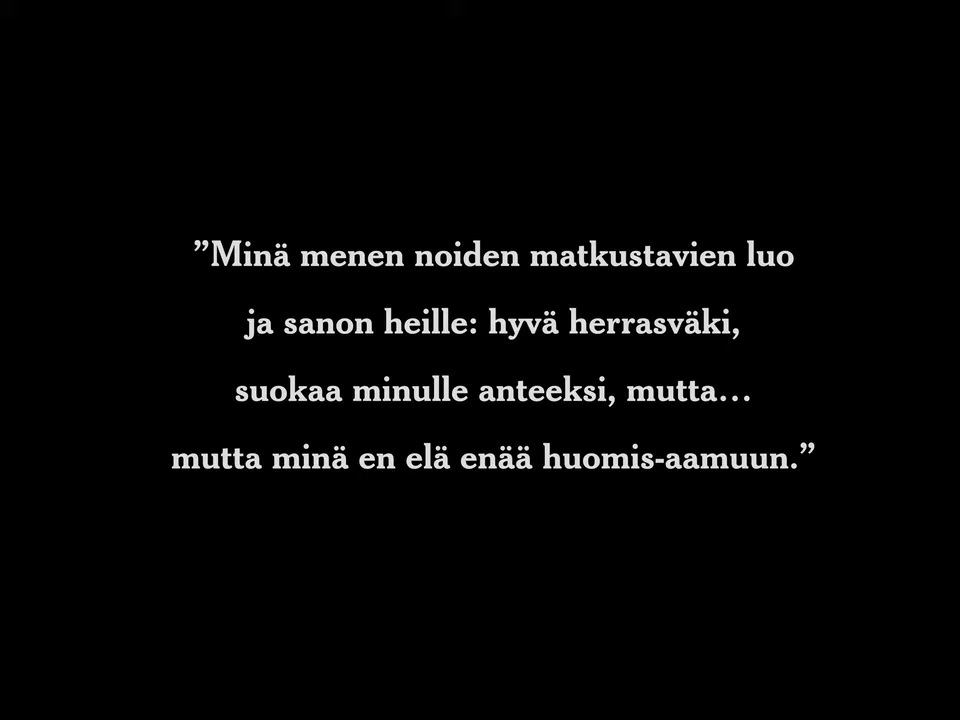 ”Minä menen noiden matkustavien luo
ja sanon heille: hyvä herrasväki,
suokaa minulle anteeksi, mutta...
mutta minä en elä enää huomis-aamuun.”